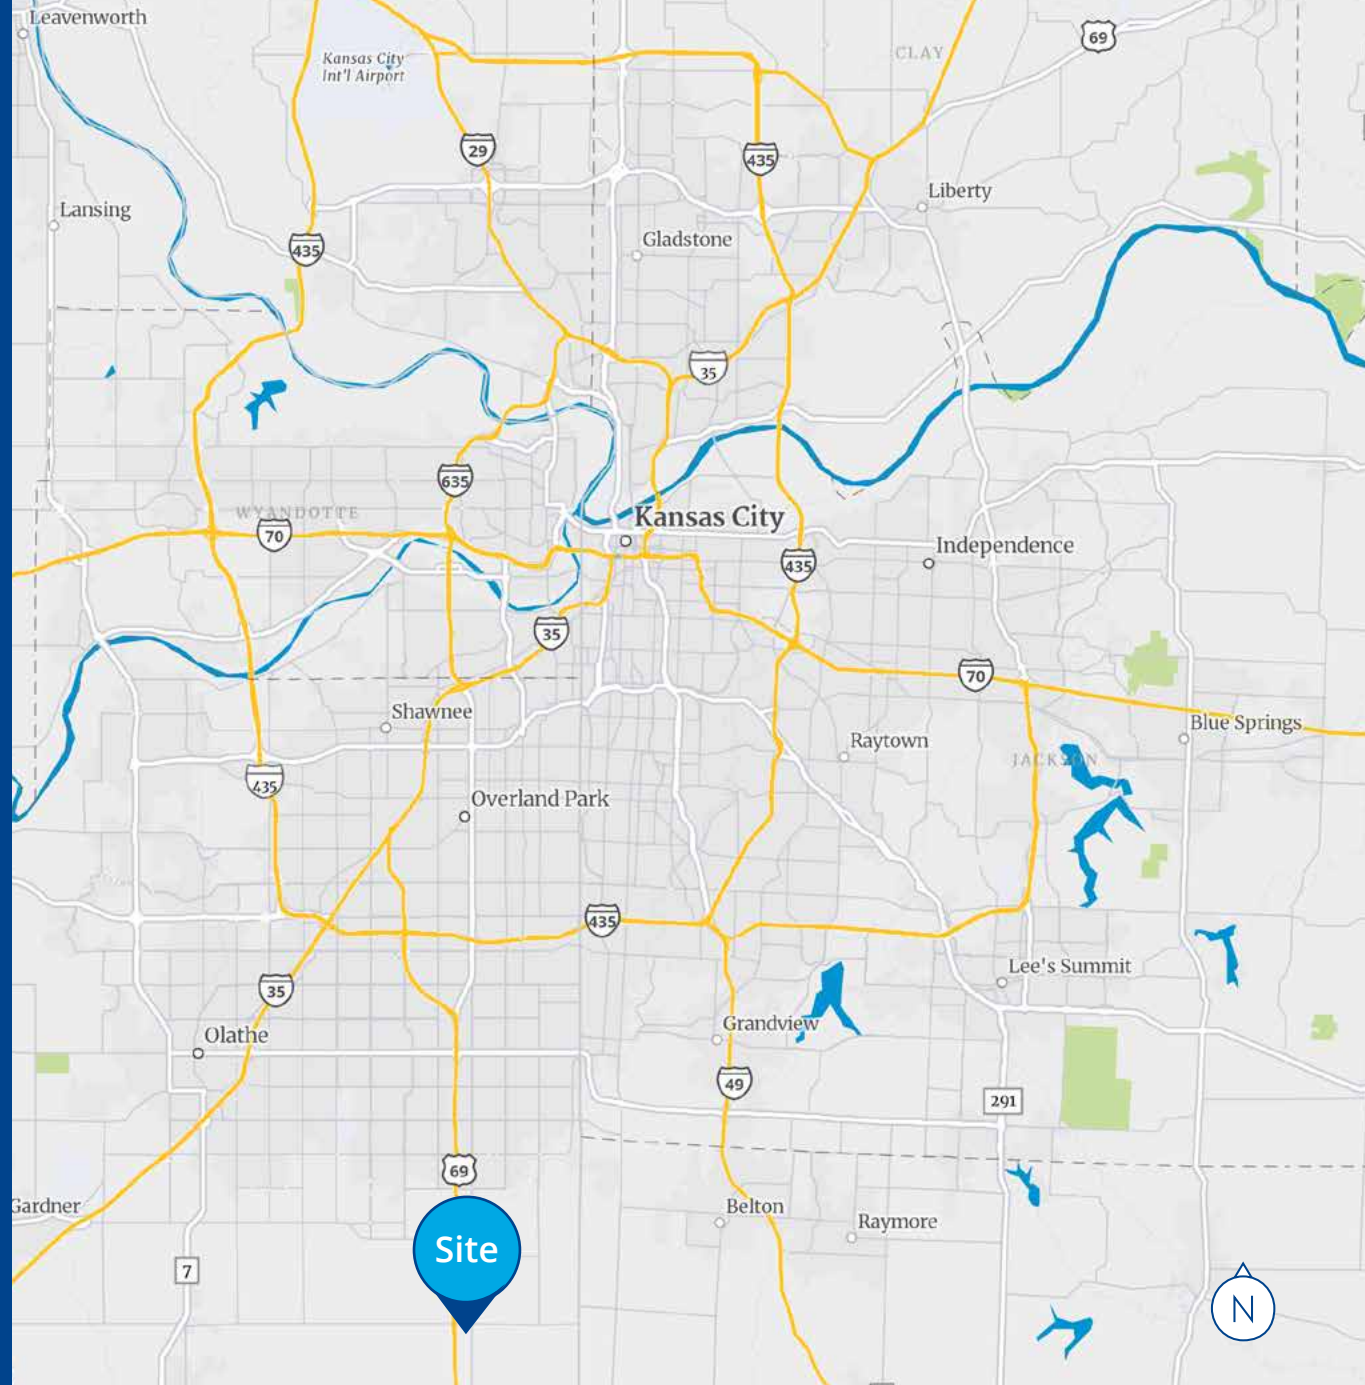 Leavenworth
69
CLAY
Kansas City
Int'l Airport
29
435
Liberty
Lansing
Gladstone
435
35
635
WYANDOTTE
Kansas City
70
Independence
435
35
70
Shawnee
Blue Springs
Raytown
JACKSON
435
Overland Park
435
Lee's Summit
35
Grandview
Olathe
49
291
69
Gardner
Belton
Raymore
Site
7
N